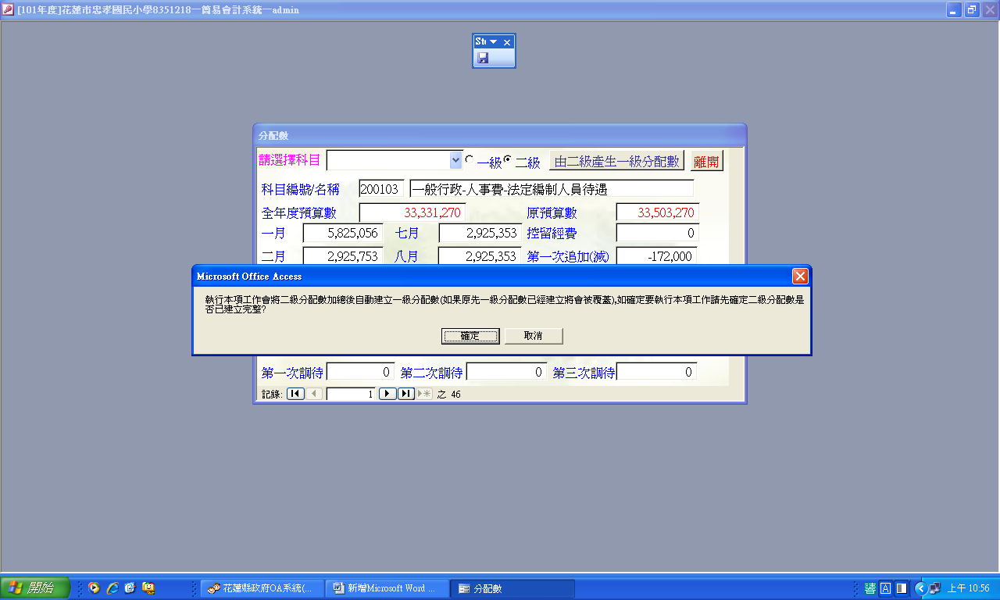 [101年度]花蓮市忠孝國民小學8351218--簡易會計系統--admin
分配數
請選擇科目 一級 二級 由二級產生一級分配數 離開
科目編號/名稱 200103 一般行政-人事費-法定編制人員待遇
全年度預算數 33,331,270 原預算數 33,503,270
一月 5,825,056 七月 2,925,353 控留經費 0
二月 2,925,753 八月 2,925,353 第一次追加(減) -172,000
Microsoft Office Access
執行本項工作會將二級分配數加總後自動建立一級分配數(如果原先一級分配數已經建立將會被覆蓋),如確定要執行本項工作請先確定二級分配數是
否已建立完整?
確定 取消
第一次調待 0 第二次調待 0 第三次調待 0
記錄: 1 之 46
開始 花蓮縣政府OA系統(... 新增Microsoft Word ... 分配數 上午 10:56